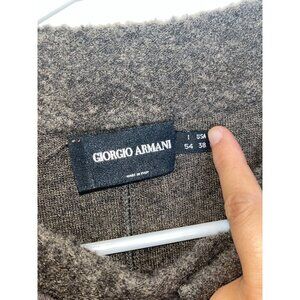 GIORGIO ARMANI
MADE IN ITALY
I USA
54 38